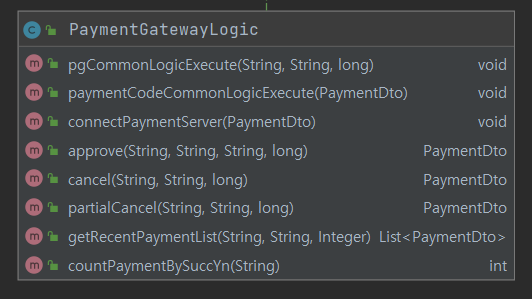 C PaymentGatewayLogic
m pgCommonLogicExecute(String, String, long) void
m paymentCodeCommonLogicExecute(PaymentDto) void
m connectPaymentServer(PaymentDto) void
m approve(String, String, String, long) PaymentDto
m cancel(String, String, long) PaymentDto
m partialCancel(String, String, long) PaymentDto
m getRecentPaymentList(String, String, Integer) List<PaymentDto>
m countPaymentBySuccYn(String) int